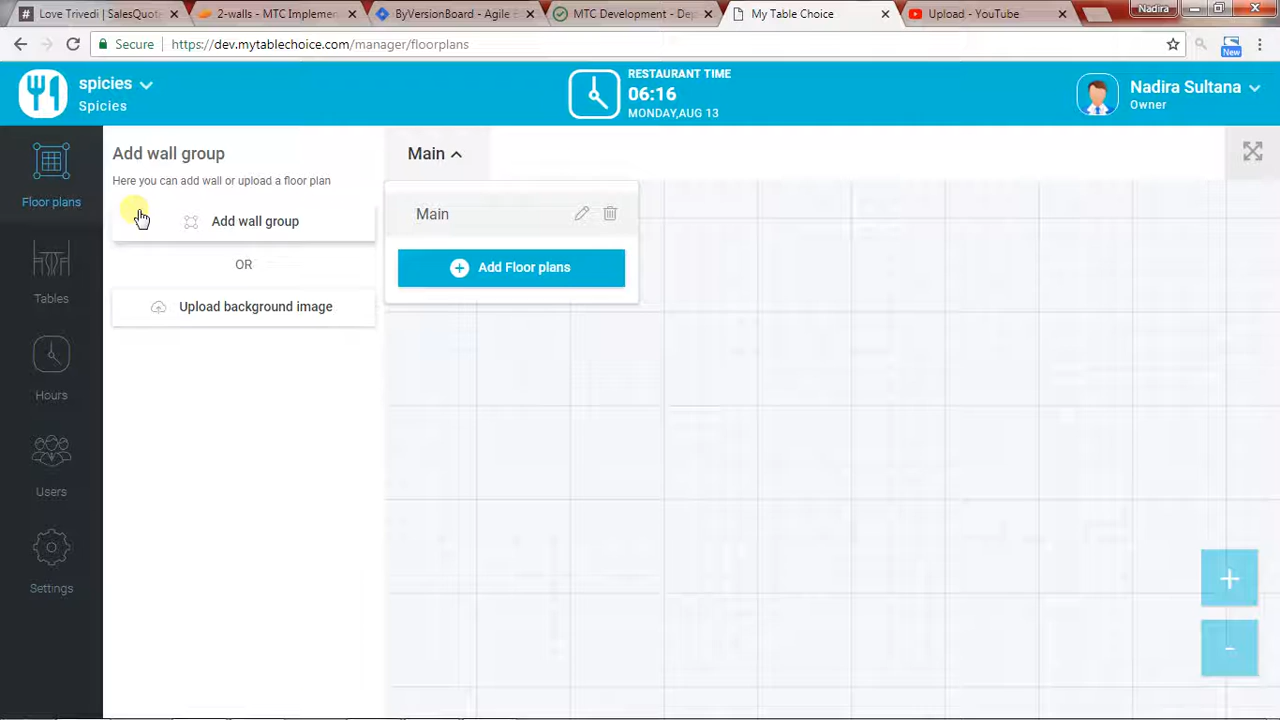 Love Trivedi | SalesQuot
2-walls - MTC Implemen
ByVersionBoard - Agile
MTC Development - De
My Table Choice
Upload - YouTube
Nadira
Secure
https://dev.mytablechoice.com/manager/floorplans
New
spicies
Spicies
RESTAURANT TIME
06:16
MONDAY,AUG 13
Nadira Sultana
Owner
Floor plans
Tables
Hours
Users
Settings
Add wall group
Here you can add wall or upload a floor plan
Add wall group
OR
Upload background image
Main
Main
Add Floor plans
+
-